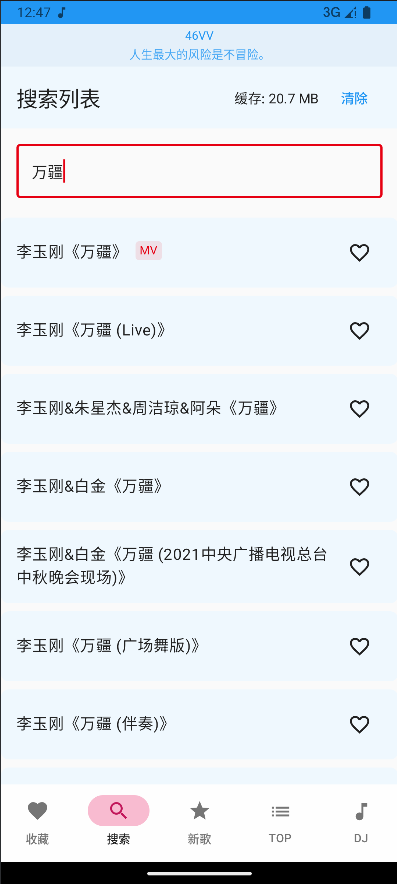 12:47
3G
46VV
人生最大的风险是不冒险。
搜索列表
缓存: 20.7 MB
清除
万疆
李玉刚《万疆》 MV
李玉刚《万疆 (Live)》
李玉刚&朱星杰&周洁琼&阿朵《万疆》
李玉刚&白金《万疆》
李玉刚&白金《万疆 (2021中央广播电视总台
中秋晚会现场)》
李玉刚《万疆 (广场舞版)》
李玉刚《万疆 (伴奏)》
收藏
搜索
新歌
TOP
DJ